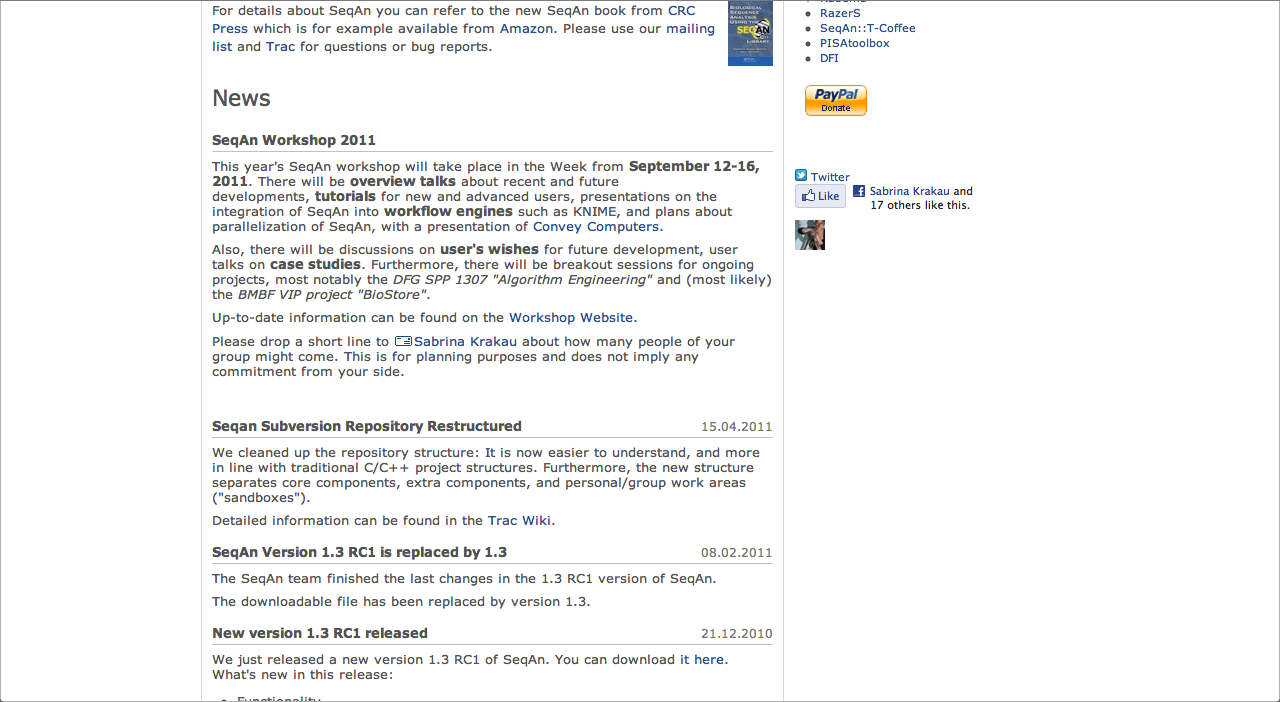 For details about SeqAn you can refer to the new SeqAn book from CRC
Press which is for example available from Amazon. Please use our mailing
list and Trac for questions or bug reports.
BIOLOGICAL
SEQUENCE
ANALYSIS
USING THE
SEQAN
C++
LIBRARY
News
SeqAn Workshop 2011
This year's SeqAn workshop will take place in the Week from September 12-16,
2011. There will be overview talks about recent and future
developments, tutorials for new and advanced users, presentations on the
integration of SeqAn into workflow engines such as KNIME, and plans about
parallelization of SeqAn, with a presentation of Convey Computers.
Also, there will be discussions on user's wishes for future development, user
talks on case studies. Furthermore, there will be breakout sessions for ongoing
projects, most notably the DFG SPP 1307 "Algorithm Engineering" and (most likely)
the BMBF VIP project "BioStore".
Up-to-date information can be found on the Workshop Website.
Please drop a short line to Sabrina Krakau about how many people of your
group might come. This is for planning purposes and does not imply any
commitment from your side.
Seqan Subversion Repository Restructured 15.04.2011
We cleaned up the repository structure: It is now easier to understand, and more
in line with traditional C/C++ project structures. Furthermore, the new structure
separates core components, extra components, and personal/group work areas
("sandboxes").
Detailed information can be found in the Trac Wiki.
SeqAn Version 1.3 RC1 is replaced by 1.3 08.02.2011
The SeqAn team finished the last changes in the 1.3 RC1 version of SeqAn.
The downloadable file has been replaced by version 1.3.
New version 1.3 RC1 released 21.12.2010
We just released a new version 1.3 RC1 of SeqAn. You can download it here.
What's new in this release:
Functionality
RazerS
SeqAn::T-Coffee
PISAtoolbox
DFI
PayPal
Donate
Twitter
Like
Sabrina Krakau and
17 others like this.